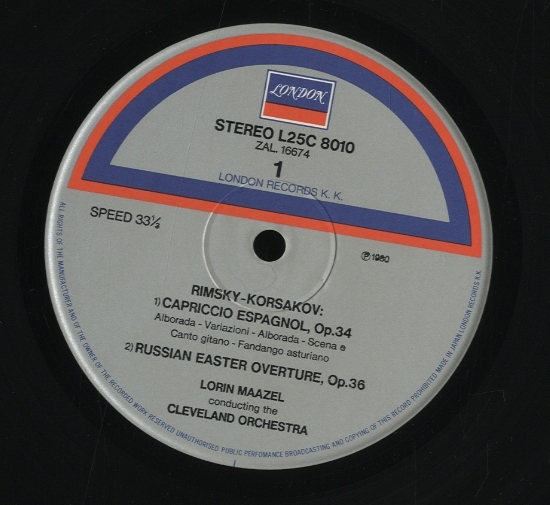 LONDON
STEREO L25C 8010
ZAL. 16674
1
LONDON RECORDS K. K.
SPEED 33⅓
Ⓟ1980
RIMSKY-KORSAKOV:
1) CAPRICCIO ESPAGNOL, Op.34
Alborada - Variazioni - Alborada - Scena e
Canto gitano - Fandango asturiano
2) RUSSIAN EASTER OVERTURE, Op.36
LORIN MAAZEL
conducting the
CLEVELAND ORCHESTRA
ALL RIGHTS OF THE MANUFACTURER AND OF THE OWNER OF THE RECORDED WORK RESERVED UNAUTHORISED PUBLIC PERFOMANCE BROADCASTING AND COPYING OF THIS RECORD PROHIBITED MADE IN JAPAN LONDON RECORDS K.K.